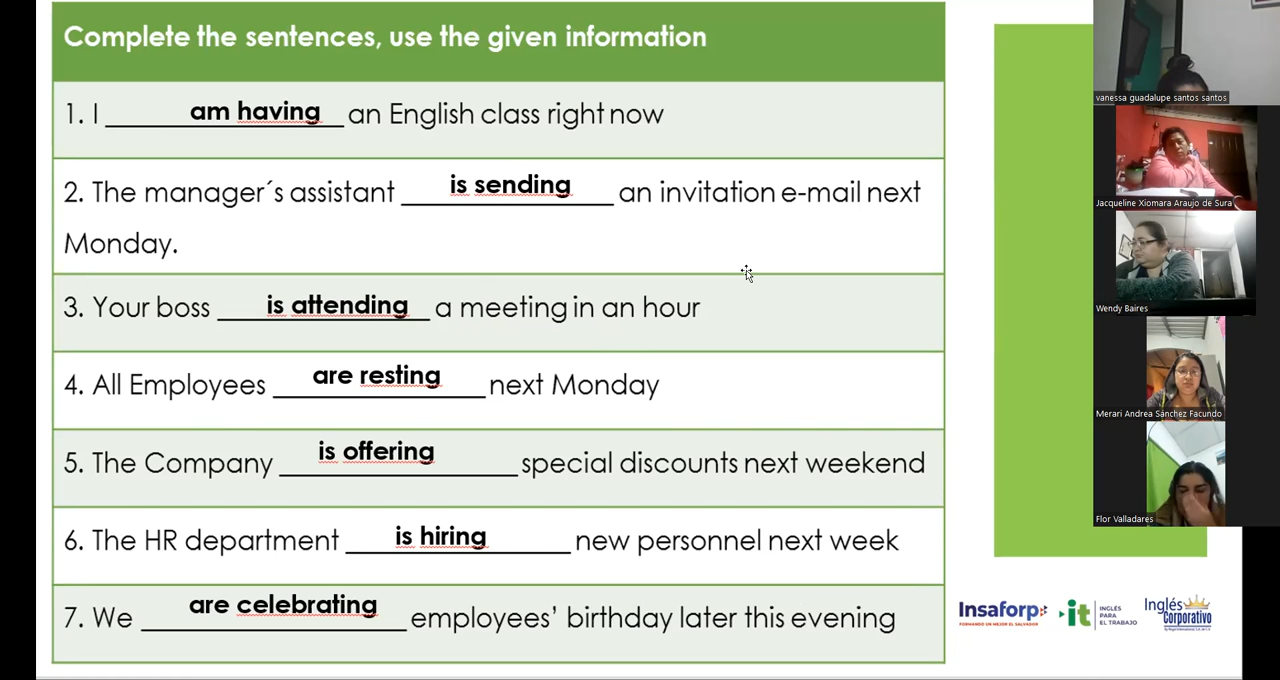 Complete the sentences, use the given information
1. I am having an English class right now
2. The manager´s assistant is sending an invitation e-mail next
Monday.
3. Your boss is attending a meeting in an hour
4. All Employees are resting next Monday
5. The Company is offering special discounts next weekend
6. The HR department is hiring new personnel next week
7. We are celebrating employees’ birthday later this evening
vanessa guadalupe santos santos
Jacqueline Xiomara Araujo de Sura
Wendy Baires
Merari Andrea Sánchez Facundo
Flor Valladares
Insaforp
FORMANDO UN MEJOR EL SALVADOR
it
INGLÉS
PARA
EL TRABAJO
Inglés
Corporativo